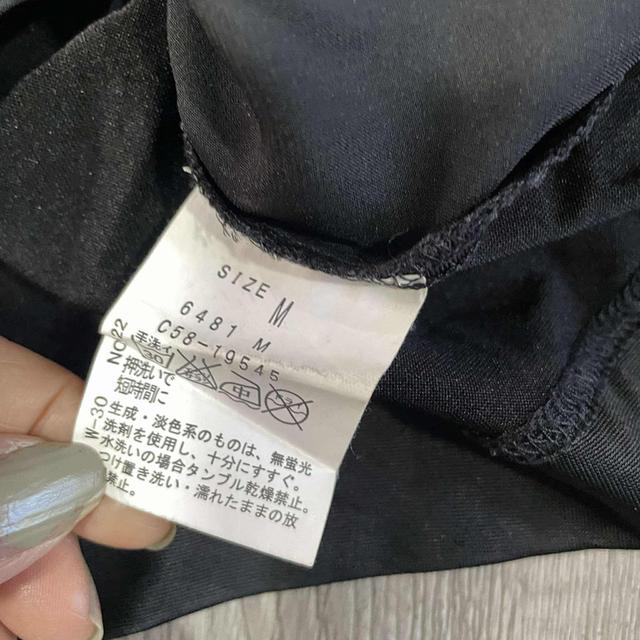 SIZE M
6481 M
C58-19545
手洗イ
押洗いで
短時間に
生成・淡色系のものは、無蛍光
洗剤を使用し、十分にすすぐ。
水洗いの場合タンブル乾燥禁止。
つけ置き洗い・濡れたままの放
禁止。